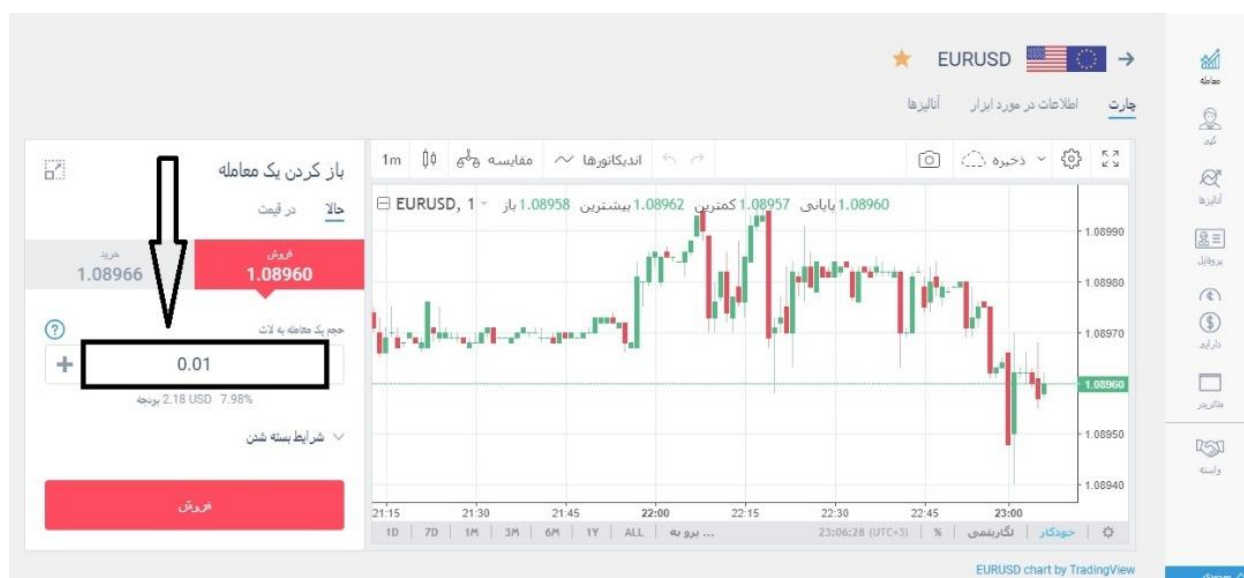 EURUSD
چارت اطلاعات در مورد ابزار آنالیزها
معامله
کپی
آنالیزها
پروفایل
دارایی
متاتریدر
وابسته
ذخیره
اندیکاتورها
مقایسه
1m
EURUSD, 1 باز 1.08958 بیشترین 1.08962 کمترین 1.08957 پایانی 1.08960
1.08990
1.08980
1.08970
1.08960
1.08950
1.08940
21:15 21:30 21:45 22:00 22:15 22:30 22:45 23:00
1D 7D 1M 3M 6M 1Y ALL برو به ...
23:06:28 (UTC+3) % لگاریتمی خودکار
EURUSD chart by TradingView
باز کردن یک معامله
حالا در قیمت
فروش
1.08960
خرید
1.08966
حجم یک معامله به لات
?
+
0.01
2.18 USD 7.98% بودجه
شرایط بسته شدن
فروش